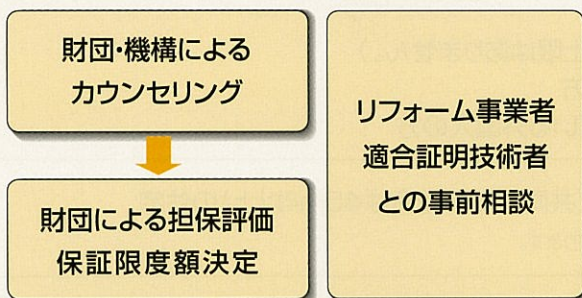 財団・機構による
カウンセリング
財団による担保評価
保証限度額決定
リフォーム事業者
適合証明技術者
との事前相談